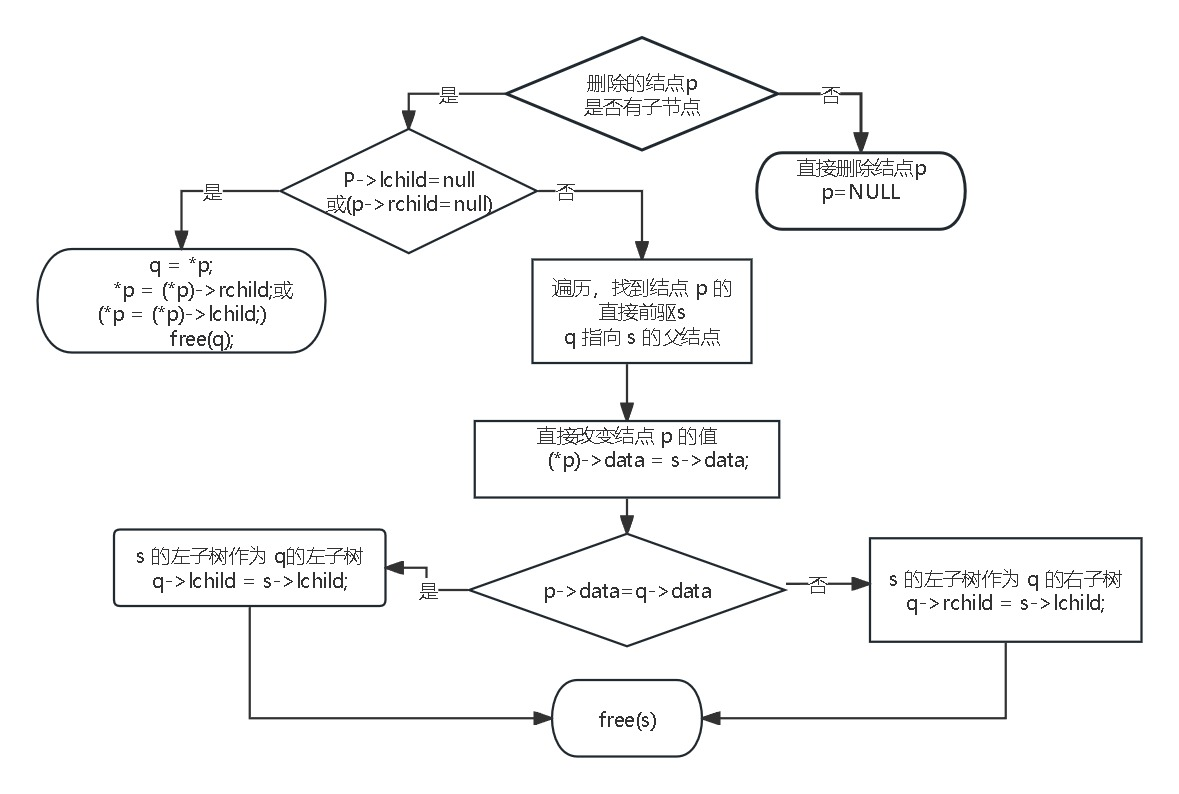 删除的结点p
是否有子节点
是
否
直接删除结点p
p=NULL
P->lchild=null
或(p->rchild=null)
是
否
q = *p;
*p = (*p)->rchild;或
(*p = (*p)->lchild;)
free(q);
遍历，找到结点 p 的
直接前驱s
q 指向 s 的父结点
直接改变结点 p 的值
(*p)->data = s->data;
p->data=q->data
是
否
s 的左子树作为 q的左子树
q->lchild = s->lchild;
s 的左子树作为 q 的右子树
q->rchild = s->lchild;
free(s)